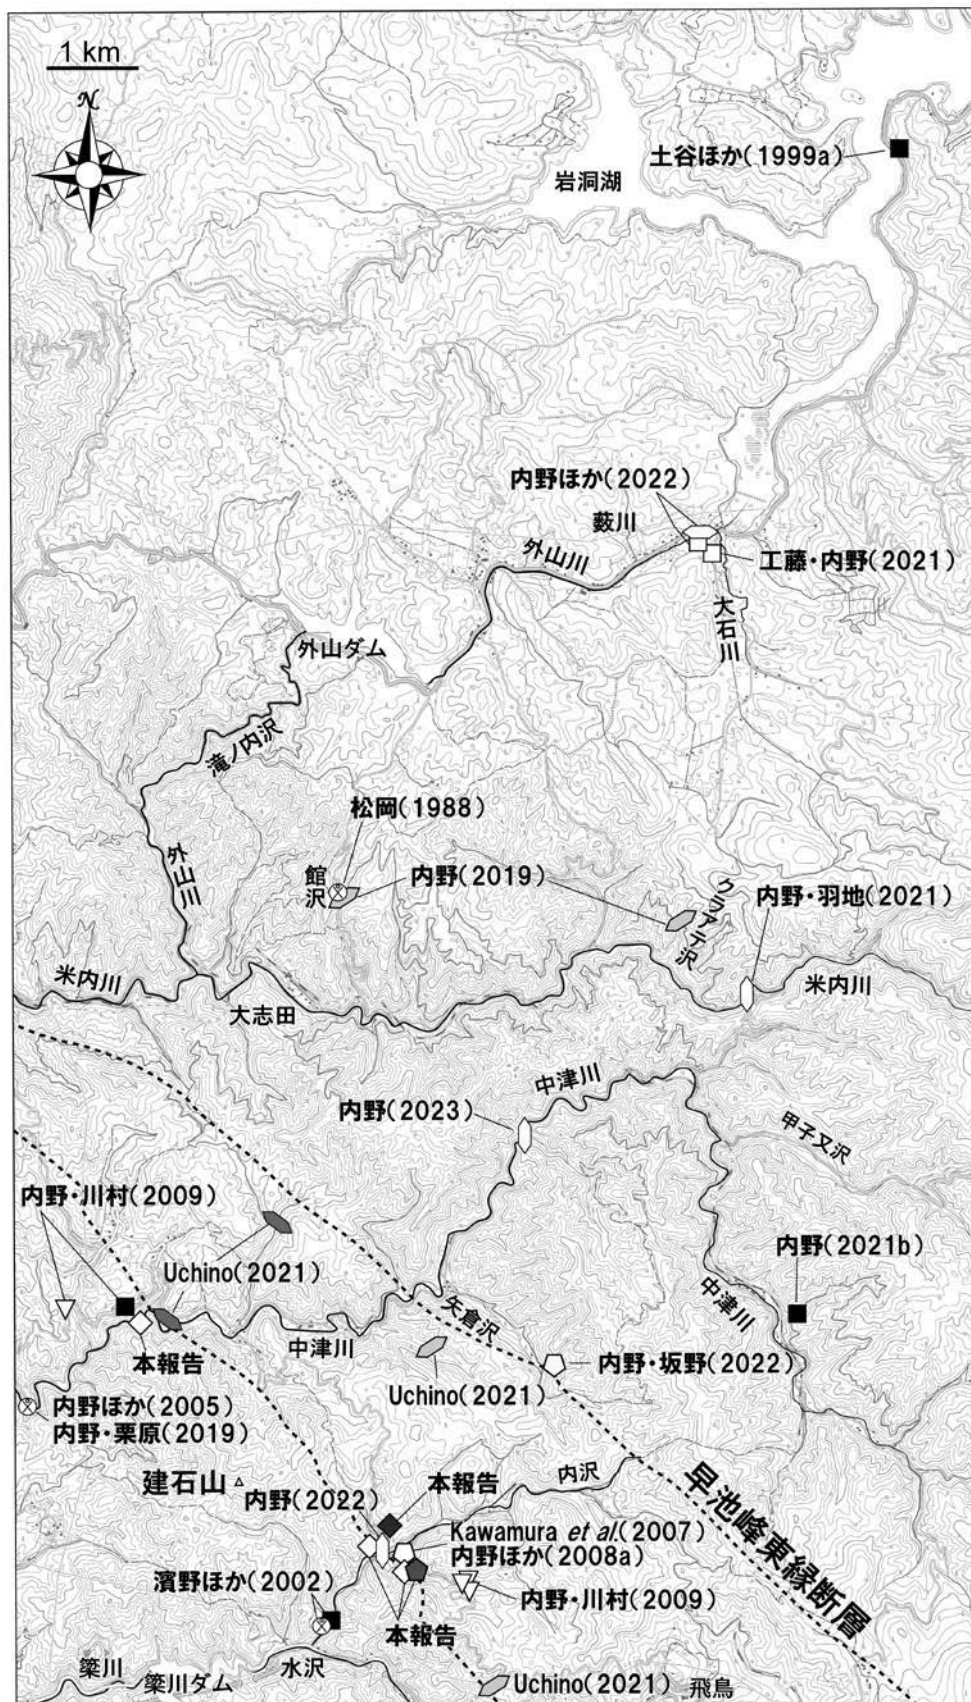 1 km
N
土谷ほか(1999a)
岩洞湖
内野ほか(2022)
薮川
外山川
工藤・内野(2021)
大石川
外山ダム
滝ノ内沢
松岡(1988)
外山川
館沢
内野(2019)
クラアテ沢
内野・羽地(2021)
米内川
大志田
米内川
中津川
内野(2023)
甲子又沢
内野・川村(2009)
Uchino(2021)
内野(2021b)
中津川
矢倉沢
中津川
本報告
内野・坂野(2022)
Uchino(2021)
内野ほか(2005)
内野・栗原(2019)
建石山
内野(2022)
本報告
内沢
早池峰東縁断層
Kawamura et al.(2007)
内野ほか(2008a)
濱野ほか(2002)
内野・川村(2009)
本報告
簗川
簗川ダム
水沢
Uchino(2021)
飛鳥